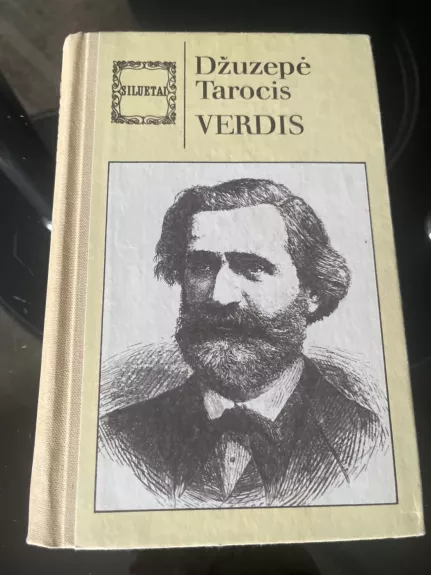 SILUETAI
Džuzepė
Tarocis
VERDIS